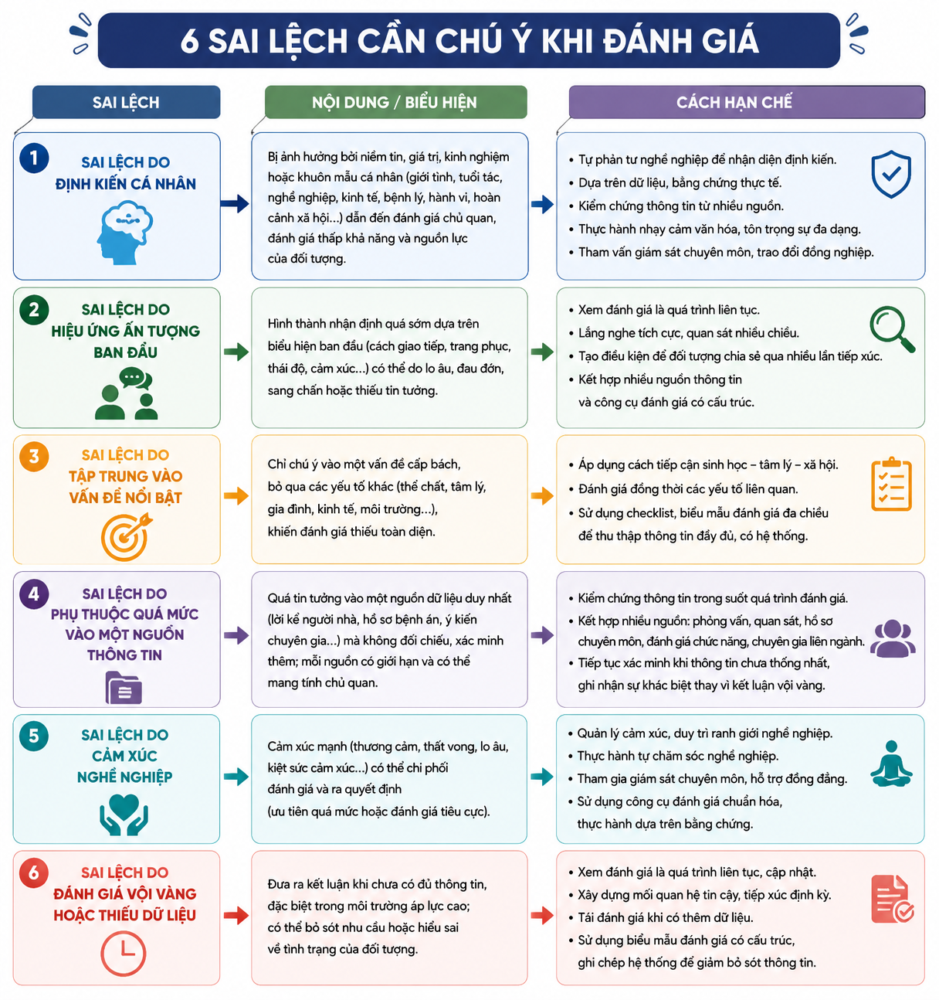 6 SAI LỆCH CẦN CHÚ Ý KHI ĐÁNH GIÁ
SAI LỆCH
NỘI DUNG / BIỂU HIỆN
CÁCH HẠN CHẾ
1
SAI LỆCH DO
ĐỊNH KIẾN CÁ NHÂN
Bị ảnh hưởng bởi niềm tin, giá trị, kinh nghiệm
hoặc khuôn mẫu cá nhân (giới tính, tuổi tác,
nghề nghiệp, kinh tế, bệnh lý, hành vi, hoàn
cảnh xã hội...) dẫn đến đánh giá chủ quan,
đánh giá thấp khả năng và nguồn lực
của đối tượng.
• Tự phản tư nghề nghiệp để nhận diện định kiến.
• Dựa trên dữ liệu, bằng chứng thực tế.
• Kiểm chứng thông tin từ nhiều nguồn.
• Thực hành nhạy cảm văn hóa, tôn trọng sự đa dạng.
• Tham vấn giám sát chuyên môn, trao đổi đồng nghiệp.
2
SAI LỆCH DO
HIỆU ỨNG ẤN TƯỢNG
BAN ĐẦU
Hình thành nhận định quá sớm dựa trên
biểu hiện ban đầu (cách giao tiếp, trang phục,
thái độ, cảm xúc...) có thể do lo âu, đau đớn,
sang chấn hoặc thiếu tin tưởng.
• Xem đánh giá là quá trình liên tục.
• Lắng nghe tích cực, quan sát nhiều chiều.
• Tạo điều kiện để đối tượng chia sẻ qua nhiều lần tiếp xúc.
• Kết hợp nhiều nguồn thông tin
và công cụ đánh giá có cấu trúc.
3
SAI LỆCH DO
TẬP TRUNG VÀO
VẤN ĐỀ NỔI BẬT
Chỉ chú ý vào một vấn đề cấp bách,
bỏ qua các yếu tố khác (thể chất, tâm lý,
gia đình, kinh tế, môi trường...),
khiến đánh giá thiếu toàn diện.
• Áp dụng cách tiếp cận sinh học – tâm lý – xã hội.
• Đánh giá đồng thời các yếu tố liên quan.
• Sử dụng checklist, biểu mẫu đánh giá đa chiều
để thu thập thông tin đầy đủ, có hệ thống.
4
SAI LỆCH DO
PHỤ THUỘC QUÁ MỨC
VÀO MỘT NGUỒN
THÔNG TIN
Quá tin tưởng vào một nguồn dữ liệu duy nhất
(lời kể người nhà, hồ sơ bệnh án, ý kiến
chuyên gia...) mà không đối chiếu, xác minh
thêm; mỗi nguồn có giới hạn và có thể
mang tính chủ quan.
• Kiểm chứng thông tin trong suốt quá trình đánh giá.
• Kết hợp nhiều nguồn: phỏng vấn, quan sát, hồ sơ
chuyên môn, đánh giá chức năng, chuyên gia liên ngành.
• Tiếp tục xác minh khi thông tin chưa thống nhất,
ghi nhận sự khác biệt thay vì kết luận vội vàng.
5
SAI LỆCH DO
CẢM XÚC
NGHỀ NGHIỆP
Cảm xúc mạnh (thương cảm, thất vọng, lo âu,
kiệt sức cảm xúc...) có thể chi phối
đánh giá và ra quyết định
(ưu tiên quá mức hoặc đánh giá tiêu cực).
• Quản lý cảm xúc, duy trì ranh giới nghề nghiệp.
• Thực hành tự chăm sóc nghề nghiệp.
• Tham gia giám sát chuyên môn, hỗ trợ đồng đẳng.
• Sử dụng công cụ đánh giá chuẩn hóa,
thực hành dựa trên bằng chứng.
6
SAI LỆCH DO
ĐÁNH GIÁ VỘI VÀNG
HOẶC THIẾU DỮ LIỆU
Đưa ra kết luận khi chưa có đủ thông tin,
đặc biệt trong môi trường áp lực cao;
có thể bỏ sót nhu cầu hoặc hiểu sai
về tình trạng của đối tượng.
• Xem đánh giá là quá trình liên tục, cập nhật.
• Xây dựng mối quan hệ tin cậy, tiếp xúc định kỳ.
• Tái đánh giá khi có thêm dữ liệu.
• Sử dụng biểu mẫu đánh giá có cấu trúc,
ghi chép hệ thống để giảm bỏ sót thông tin.